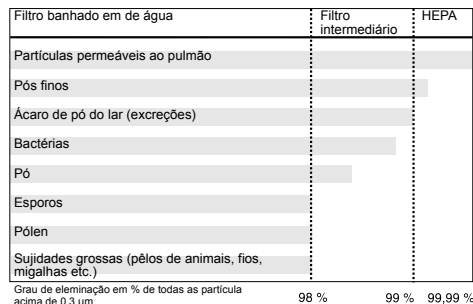 Filtro banhado em de água
Filtro
intermediário
HEPA
Partículas permeáveis ao pulmão
Pós finos
Ácaro de pó do lar (excreções)
Bactérias
Pó
Esporos
Pólen
Sujidades grossas (pêlos de animais, fios,
migalhas etc.)
Grau de eleminação em % de todas as partícula
acima de 0,3 µm
98 %
99 %
99,99 %